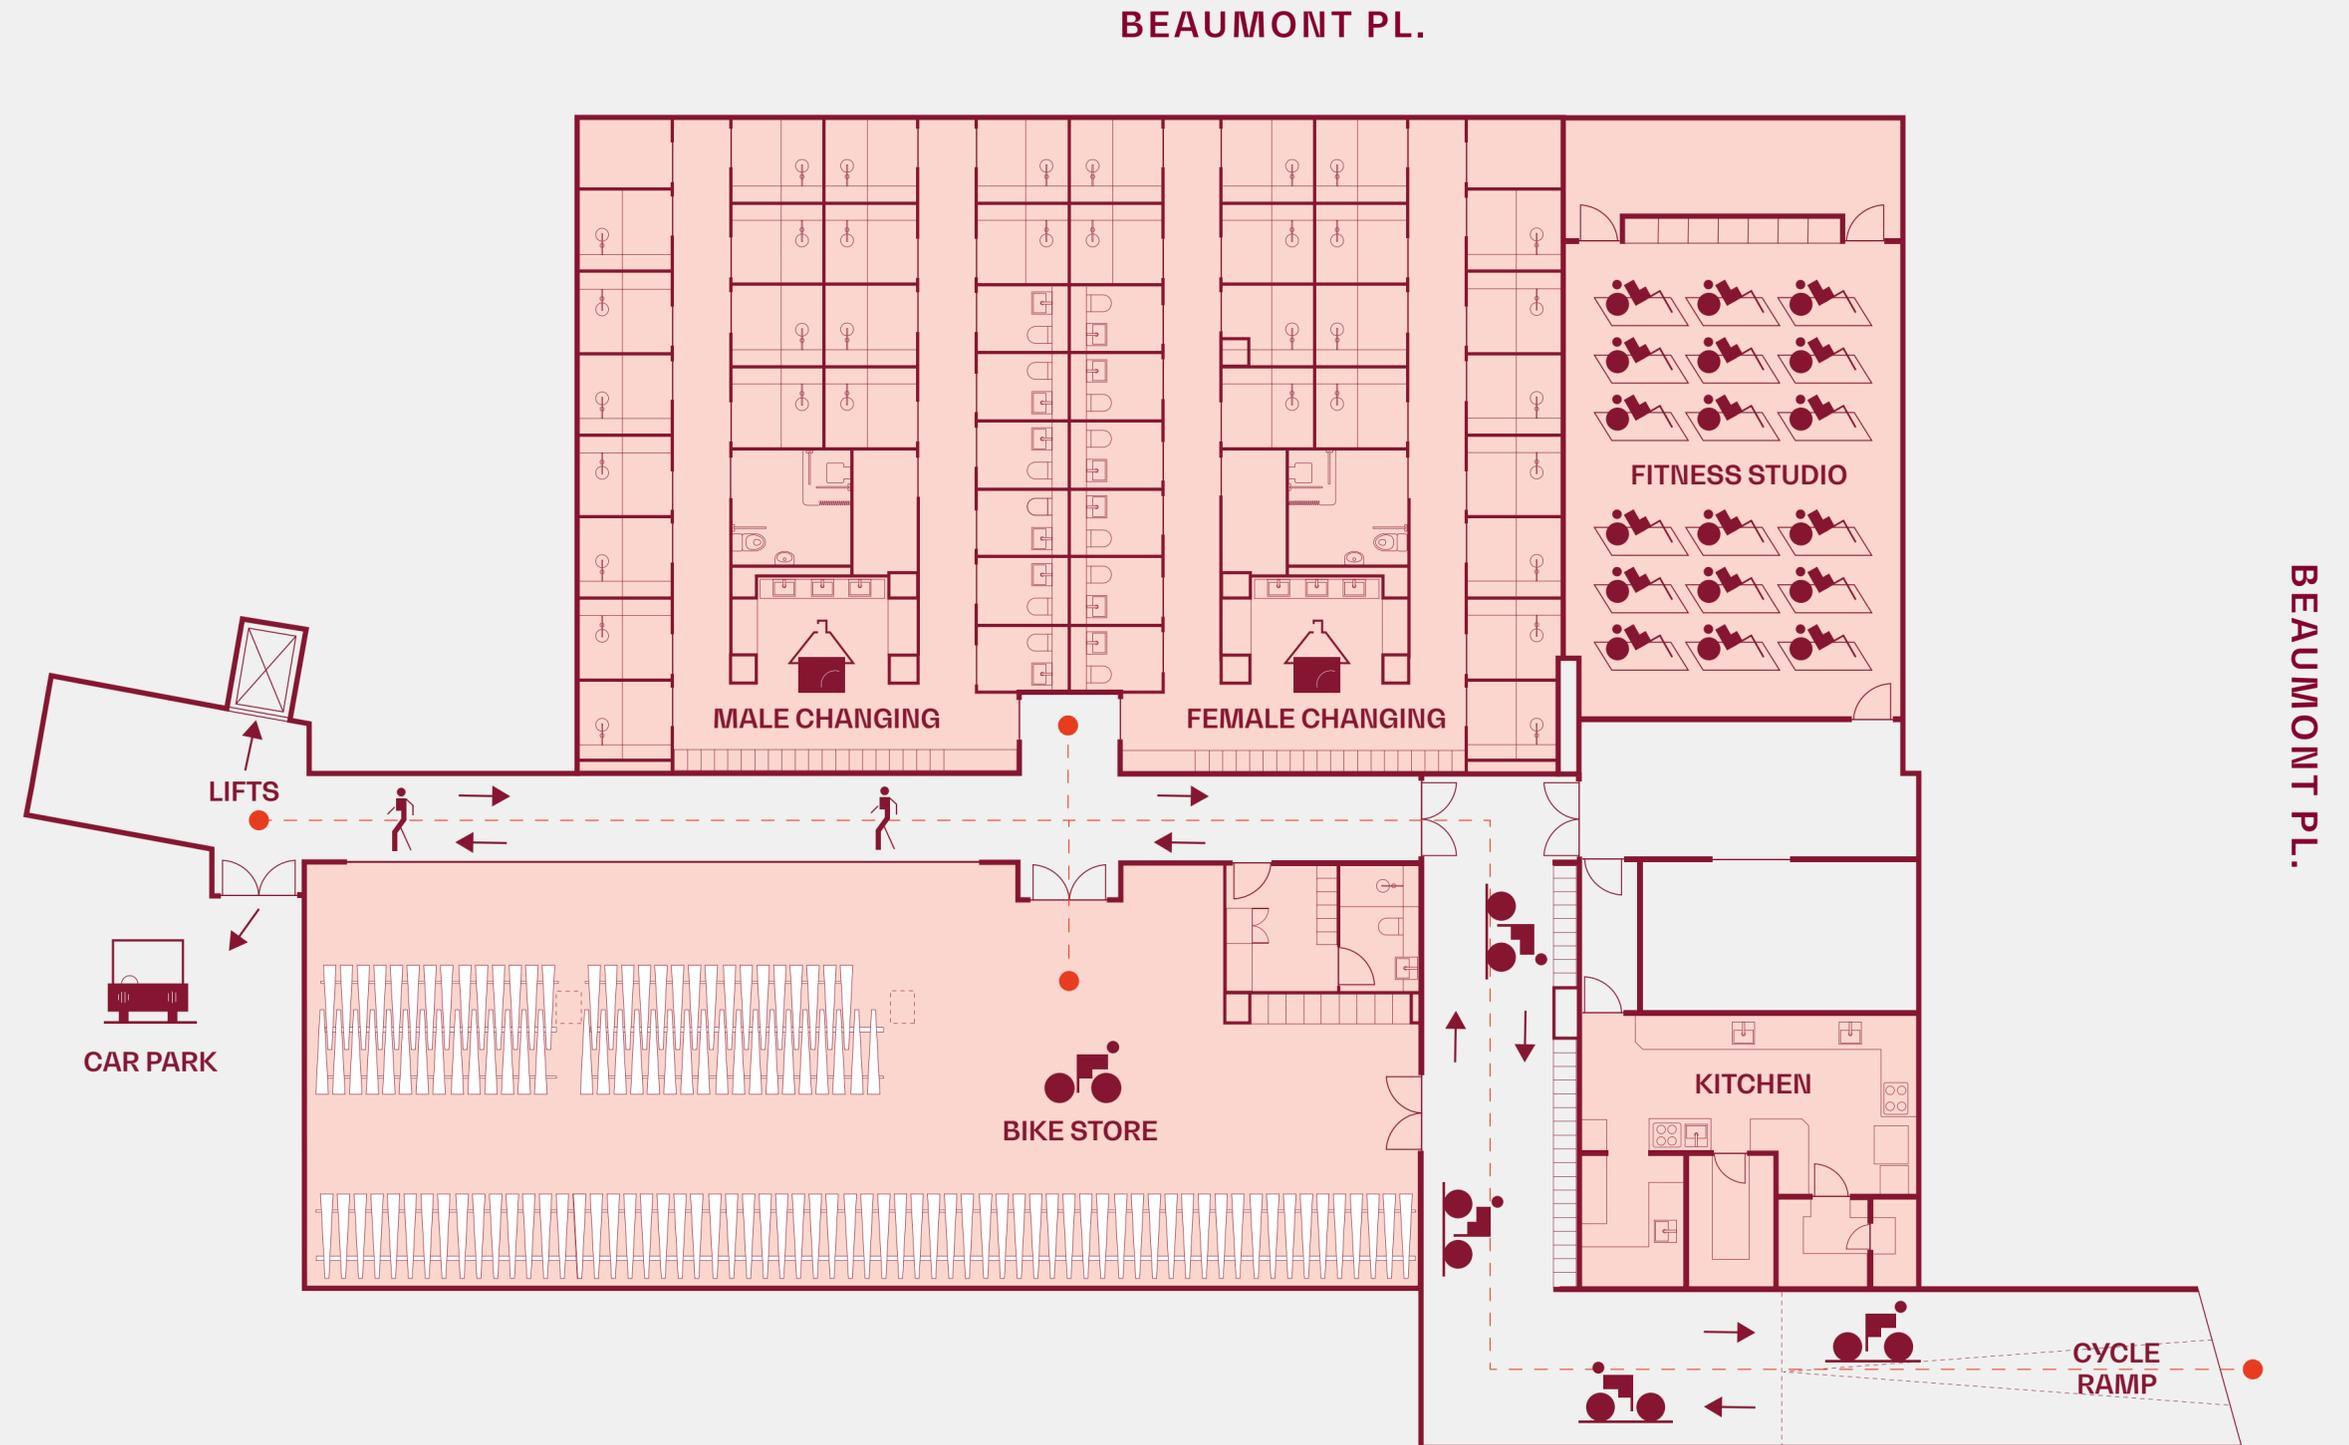 BEAUMONT PL.
FITNESS STUDIO
BEAUMONT PL.
MALE CHANGING
FEMALE CHANGING
LIFTS
CAR PARK
BIKE STORE
KITCHEN
CYCLE
RAMP